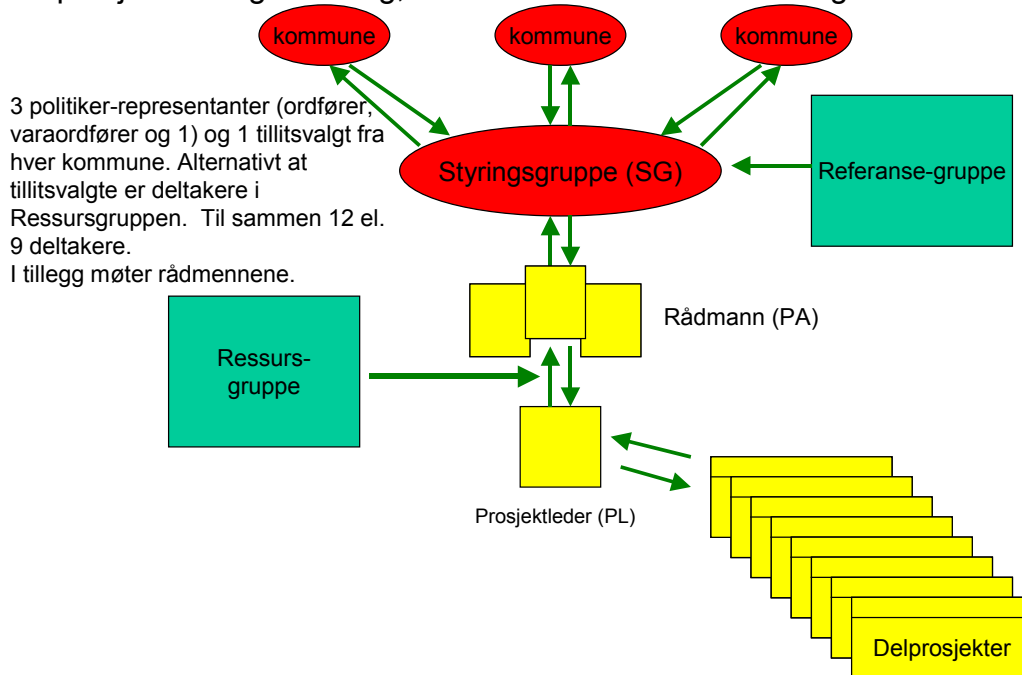 kommune
kommune
kommune
3 politiker-representanter (ordfører,
varaordfører og 1) og 1 tillitsvalgt fra
hver kommune. Alternativt at
tillitsvalgte er deltakere i
Ressursgruppen. Til sammen 12 el.
9 deltakere.
I tillegg møter rådmennene.
Styringsgruppe (SG)
Referanse-gruppe
Rådmann (PA)
Ressurs-
gruppe
Prosjektleder (PL)
Delprosjekter